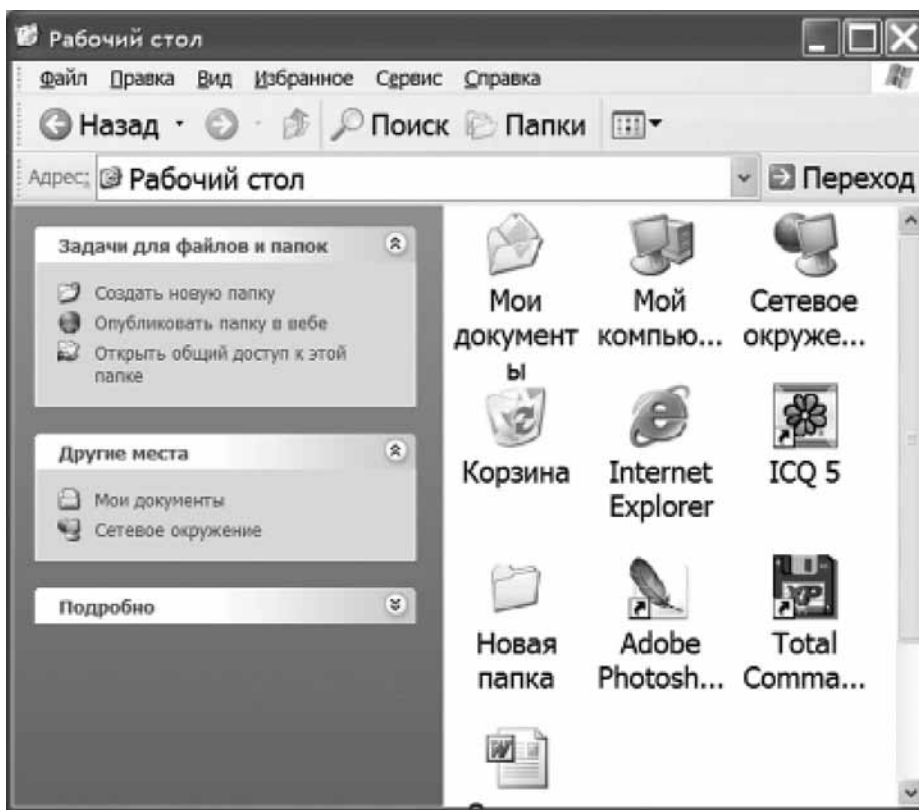 Рабочий стол
Файл Правка Вид Избранное Сервис Справка
Назад Поиск Папки
Адрес: Рабочий стол Переход
Задачи для файлов и папок
Создать новую папку
Опубликовать папку в вебе
Открыть общий доступ к этой
папке
Другие места
Мои документы
Сетевое окружение
Подробно
Мои
документ
ы
Мой
компью...
Сетевое
окруже...
Корзина
Internet
Explorer
ICQ 5
Новая
папка
Adobe
Photosh...
XP
Total
Comma...
W